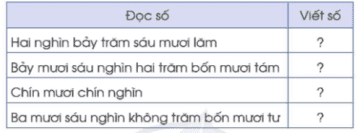 Đọc số Viết số
Hai nghìn bảy trăm sáu mươi lăm ?
Bảy mươi sáu nghìn hai trăm bốn mươi tám ?
Chín mươi chín nghìn ?
Ba mươi sáu nghìn không trăm bốn mươi tư ?